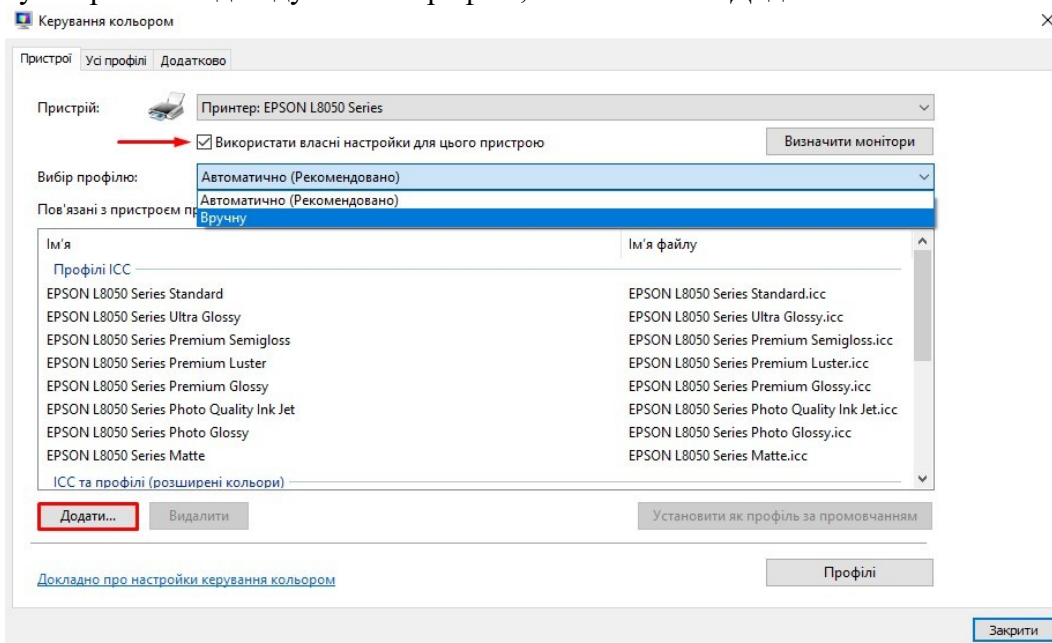 Керування кольором
Пристрої Усі профілі Додатково
Пристрій: Принтер: EPSON L8050 Series
Використати власні настройки для цього пристрою Визначити монітори
Вибір профілю: Автоматично (Рекомендовано)
Автоматично (Рекомендовано)
Пов'язані з пристроєм
Вручну
Ім'я Ім'я файлу
Профілі ICC
EPSON L8050 Series Standard EPSON L8050 Series Standard.icc
EPSON L8050 Series Ultra Glossy EPSON L8050 Series Ultra Glossy.icc
EPSON L8050 Series Premium Semigloss EPSON L8050 Series Premium Semigloss.icc
EPSON L8050 Series Premium Luster EPSON L8050 Series Premium Luster.icc
EPSON L8050 Series Premium Glossy EPSON L8050 Series Premium Glossy.icc
EPSON L8050 Series Photo Quality Ink Jet EPSON L8050 Series Photo Quality Ink Jet.icc
EPSON L8050 Series Photo Glossy EPSON L8050 Series Photo Glossy.icc
EPSON L8050 Series Matte EPSON L8050 Series Matte.icc
ICC та профілі (розширені кольори)
Додати... Видалити Установити як профіль за промовчанням
Докладно про настройки керування кольором Профілі
Закрити